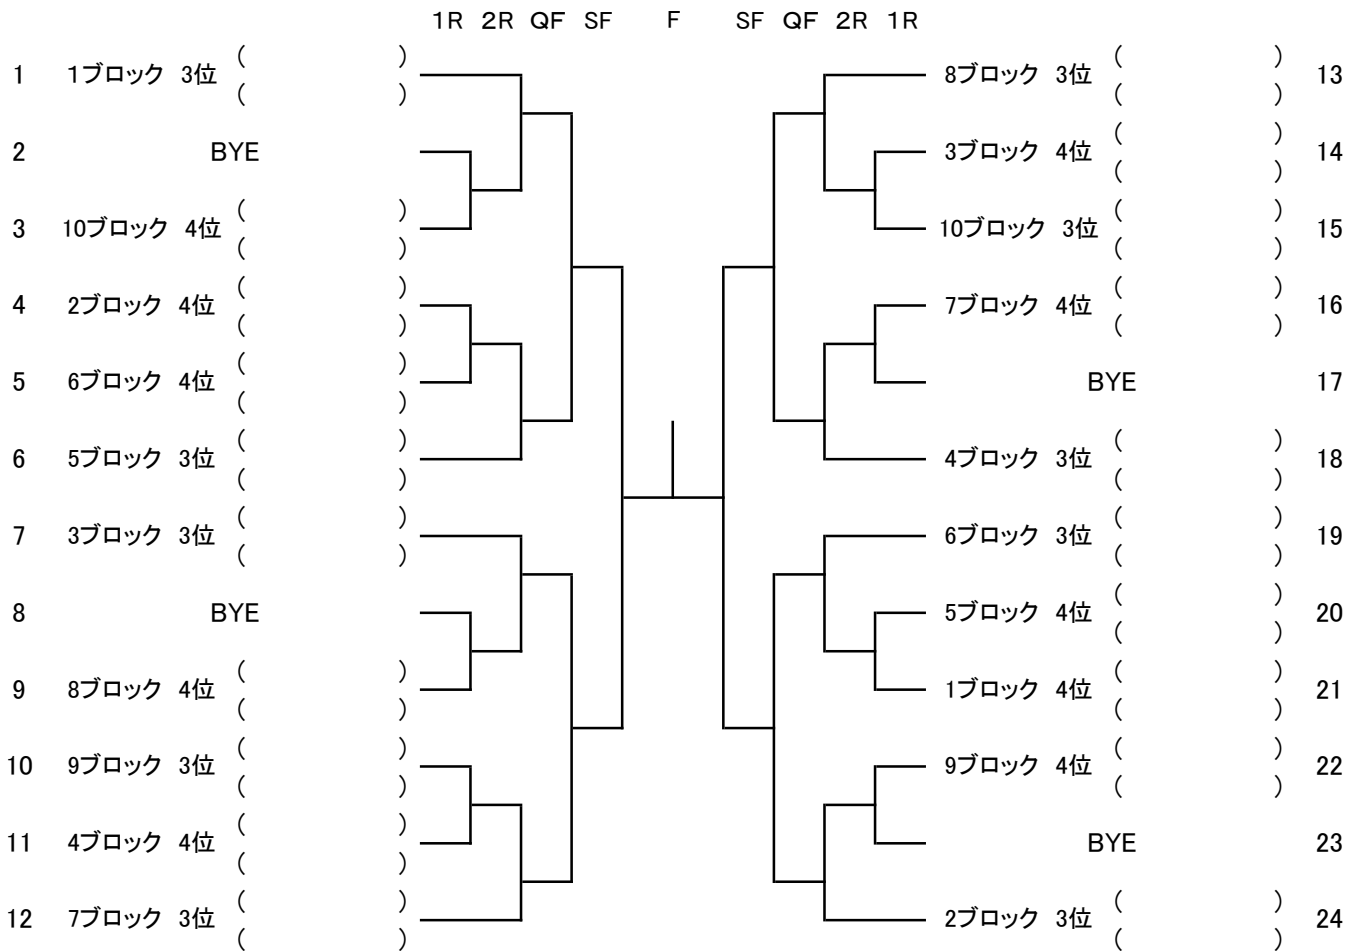 1R 2R QF SF F SF QF 2R 1R
1 1ブロック 3位 ( ) 8ブロック 3位 ( ) 13
( ) ( )
2 BYE 3ブロック 4位 ( ) 14
( )
3 10ブロック 4位 ( ) 10ブロック 3位 ( ) 15
( ) ( )
4 2ブロック 4位 ( ) 7ブロック 4位 ( ) 16
( ) ( )
5 6ブロック 4位 ( ) BYE 17
( )
6 5ブロック 3位 ( ) 4ブロック 3位 ( ) 18
( ) ( )
7 3ブロック 3位 ( ) 6ブロック 3位 ( ) 19
( ) ( )
8 BYE 5ブロック 4位 ( ) 20
( )
9 8ブロック 4位 ( ) 1ブロック 4位 ( ) 21
( ) ( )
10 9ブロック 3位 ( ) 9ブロック 4位 ( ) 22
( ) ( )
11 4ブロック 4位 ( ) BYE 23
( )
12 7ブロック 3位 ( ) 2ブロック 3位 ( ) 24
( ) ( )